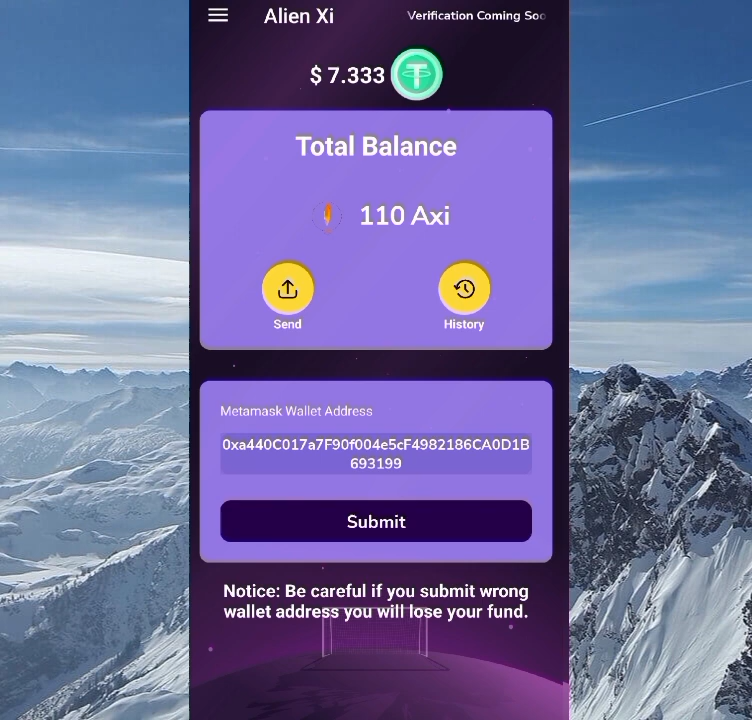 Alien Xi
Verification Coming Soo
$ 7.333
Total Balance
110 Axi
Send
History
Metamask Wallet Address
0xa440C017a7F90f004e5cF4982186CA0D1B
693199
Submit
Notice: Be careful if you submit wrong
wallet address you will lose your fund.